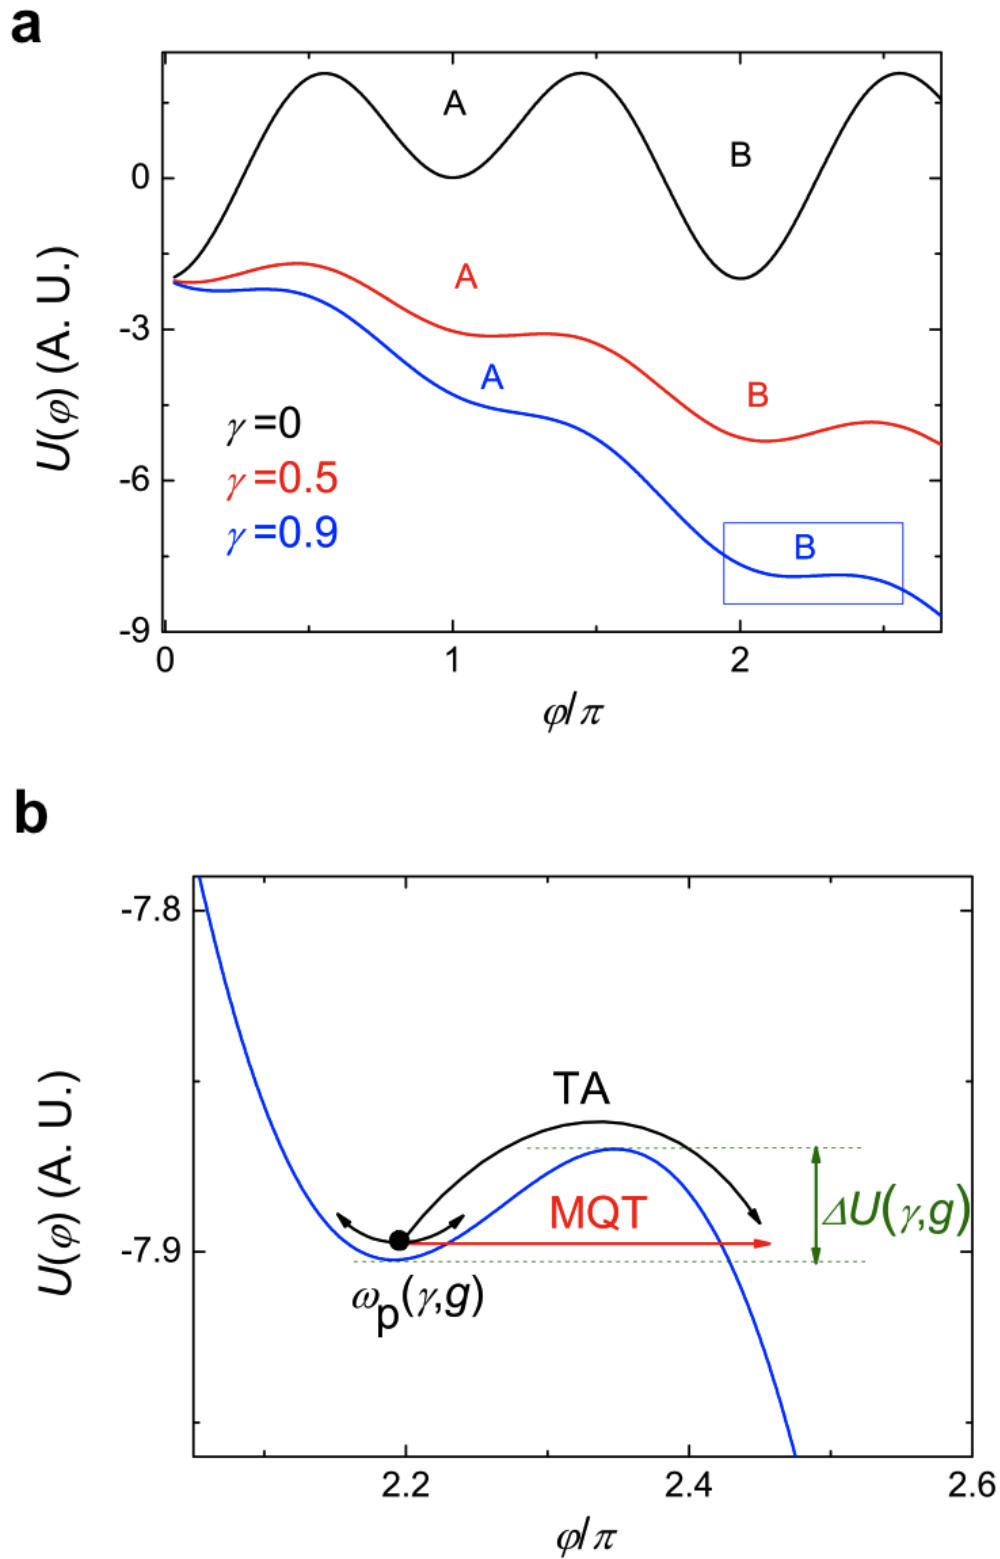 a
A
B
0
U(φ) (A. U.)
A
-3
A
B
γ=0
γ=0.5
-6
γ=0.9
B
-9
0 1 2
φ/π
b
-7.8
U(φ) (A. U.)
TA
MQT
ΔU(γ,g)
-7.9
ωp(γ,g)
2.2 2.4 2.6
φ/π